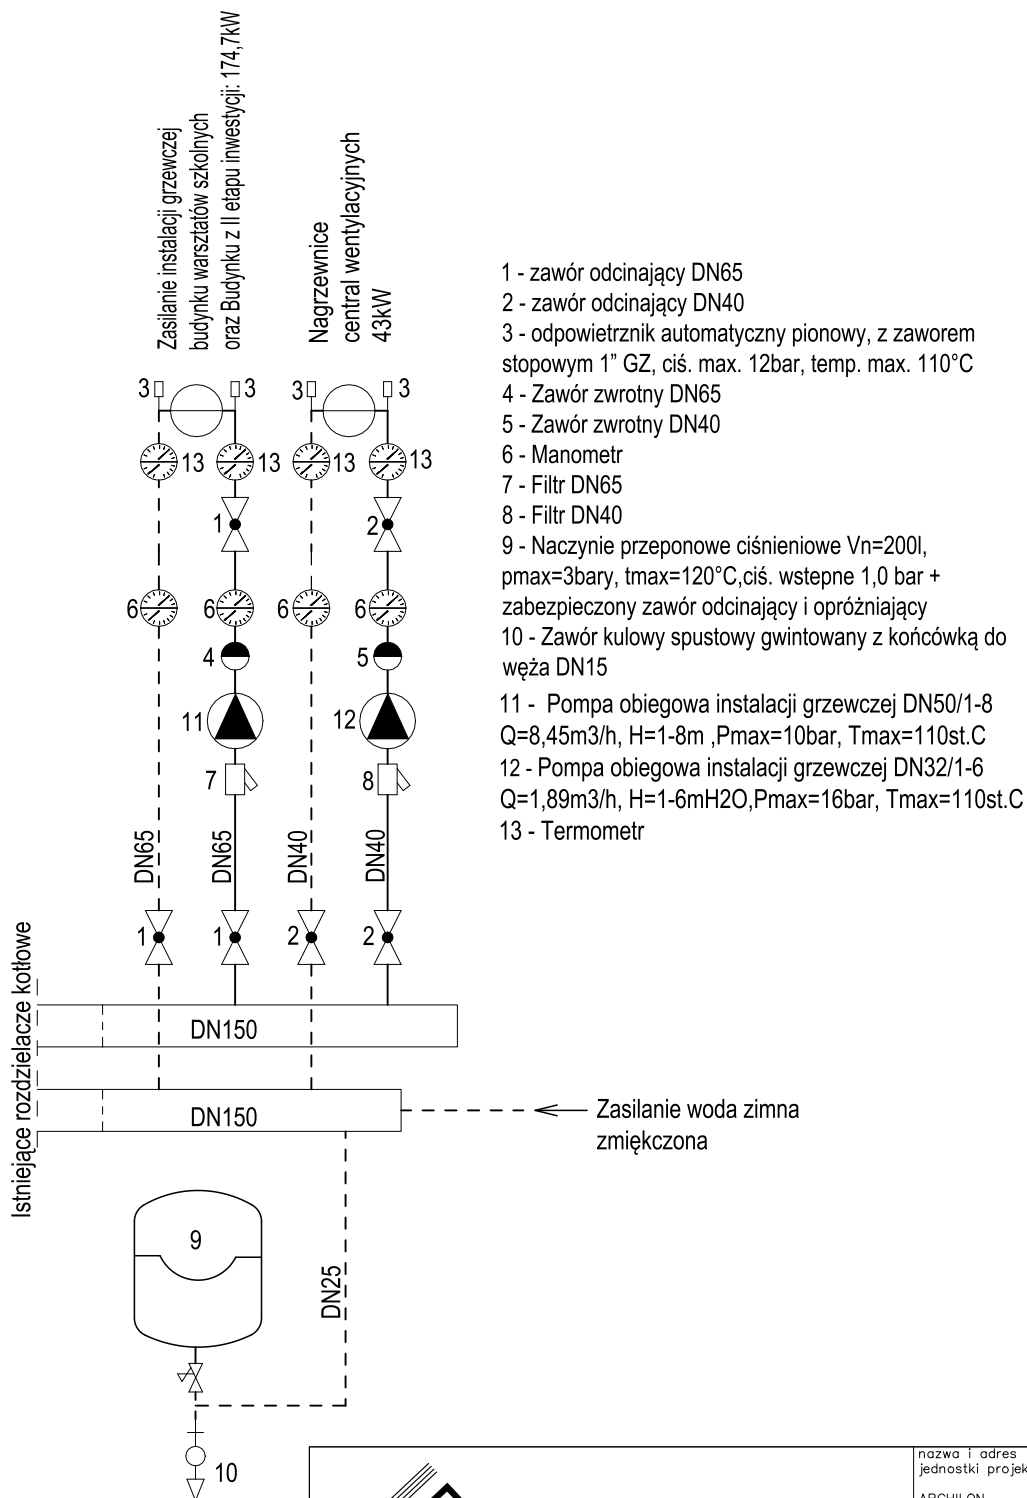 Zasilanie instalacji grzewczej
budynku warsztatów szkolnych
oraz Budynku z II etapu inwestycji: 174,7kW
Nagrzewnice
central wentylacyjnych
43kW
1 - zawór odcinający DN65
2 - zawór odcinający DN40
3 - odpowietrznik automatyczny pionowy, z zaworem
stopowym 1" GZ, ciś. max. 12bar, temp. max. 110°C
4 - Zawór zwrotny DN65
5 - Zawór zwrotny DN40
6 - Manometr
7 - Filtr DN65
8 - Filtr DN40
9 - Naczynie przeponowe ciśnieniowe Vn=200l,
pmax=3bary, tmax=120°C,ciś. wstepne 1,0 bar +
zabezpieczony zawór odcinający i opróżniający
10 - Zawór kulowy spustowy gwintowany z końcówką do
węża DN15
11 - Pompa obiegowa instalacji grzewczej DN50/1-8
Q=8,45m3/h, H=1-8m ,Pmax=10bar, Tmax=110st.C
12 - Pompa obiegowa instalacji grzewczej DN32/1-6
Q=1,89m3/h, H=1-6mH2O,Pmax=16bar, Tmax=110st.C
13 - Termometr
3 3 3 3
13 13 13 13
1 2
6 6 6 6
4 5
11 12
7 8
DN65 DN65 DN40 DN40
1 1 2 2
Istniejące rozdzielacze kotłowe
DN150
DN150
Zasilanie woda zimna
zmiękczona
9
DN25
10
nazwa i adres
jednostki projek
ARCHILON